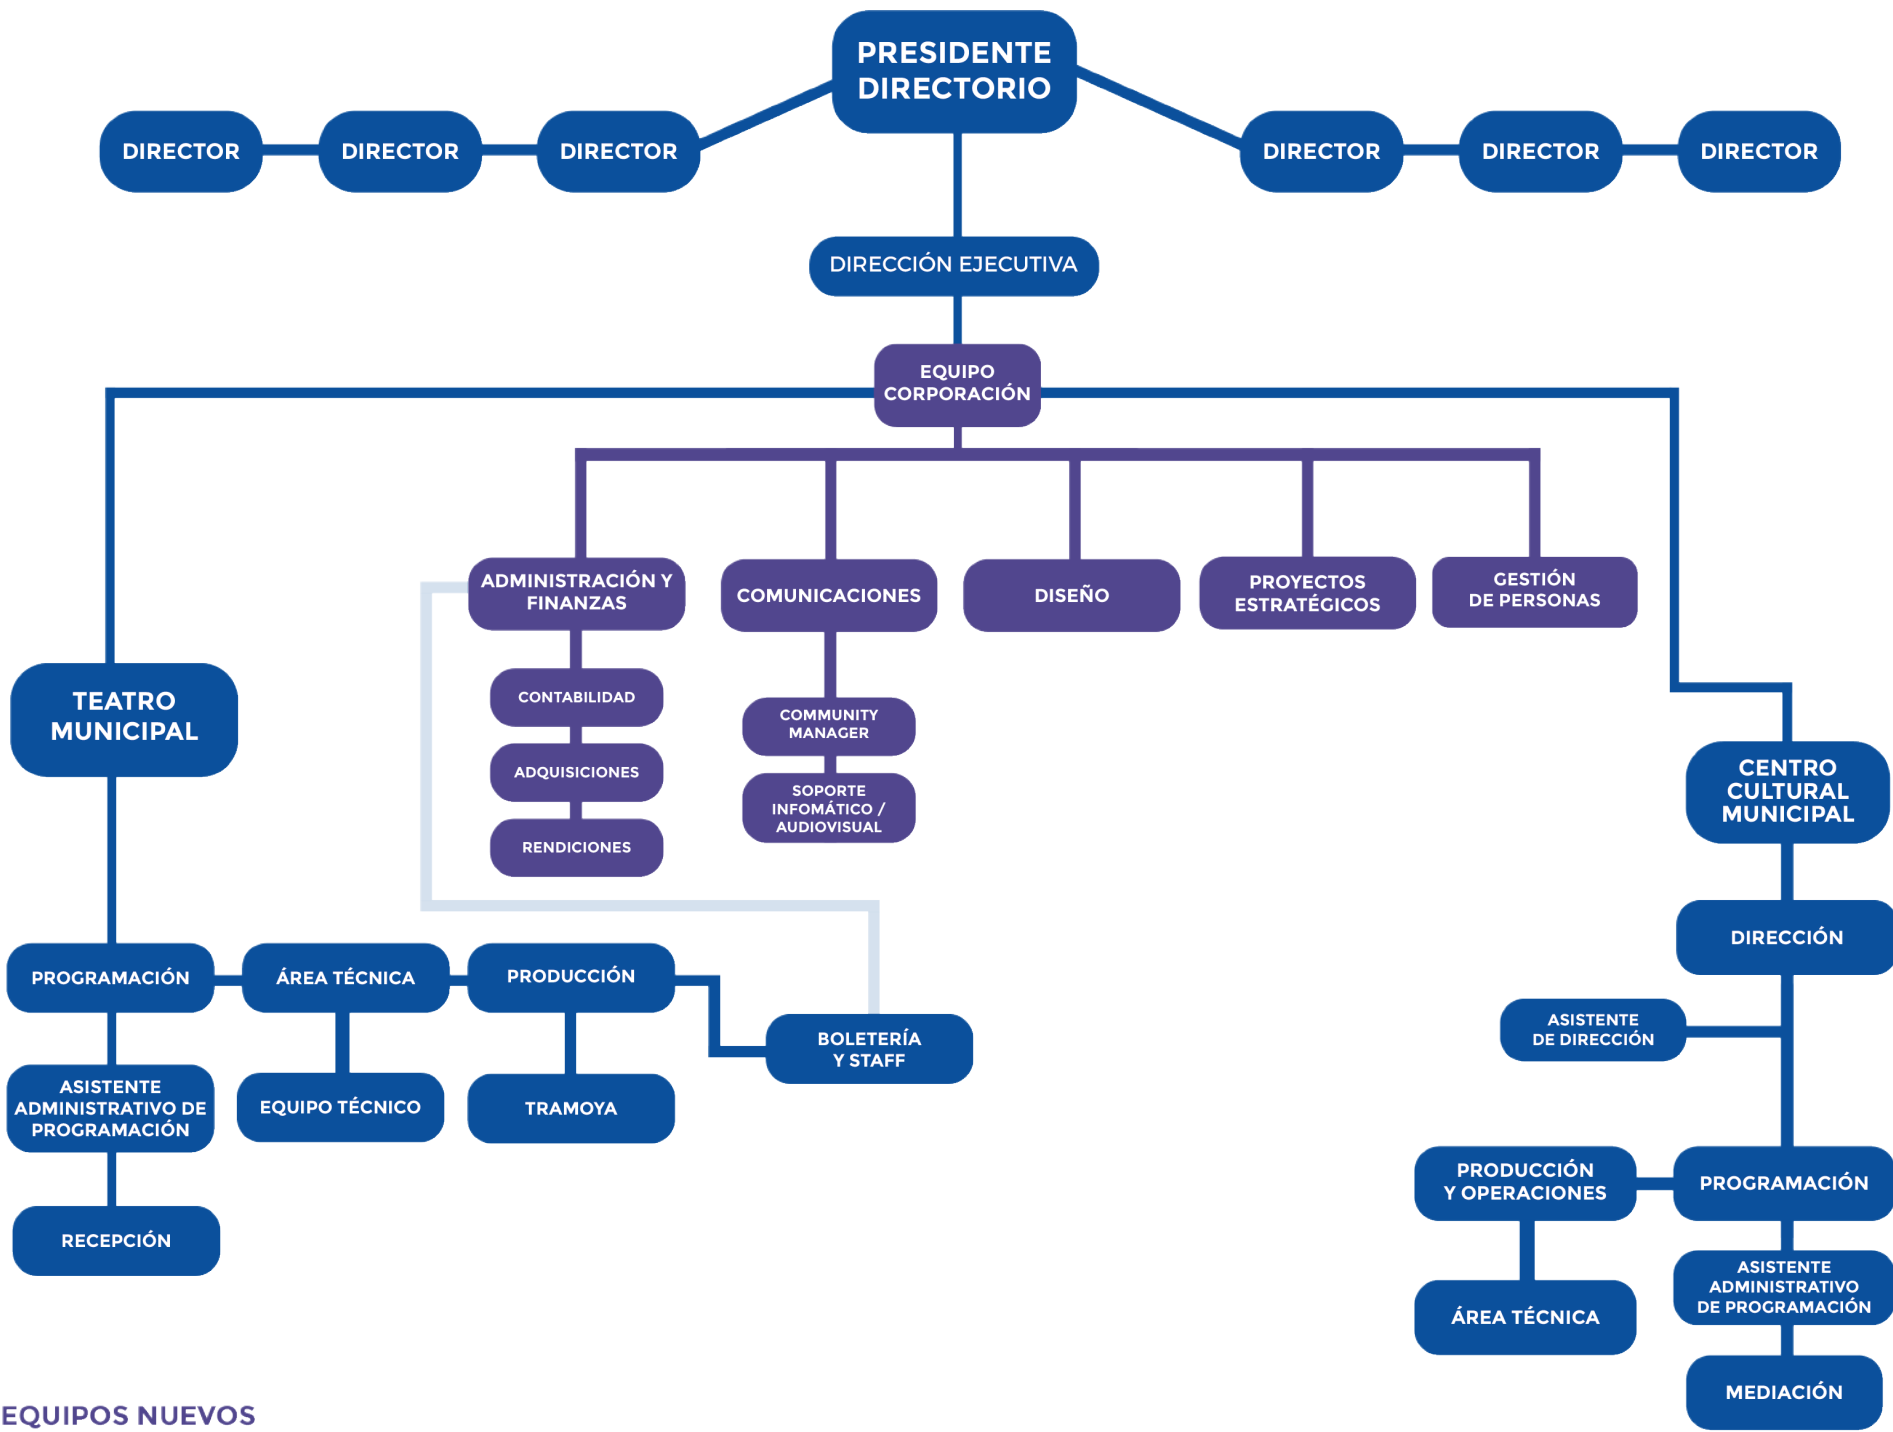 PRESIDENTE
DIRECTORIO
DIRECTOR
DIRECTOR
DIRECTOR
DIRECTOR
DIRECTOR
DIRECTOR
DIRECCIÓN EJECUTIVA
EQUIPO
CORPORACIÓN
ADMINISTRACIÓN Y
FINANZAS
COMUNICACIONES
DISEÑO
PROYECTOS
ESTRATÉGICOS
GESTIÓN
DE PERSONAS
CONTABILIDAD
ADQUISICIONES
RENDICIONES
COMMUNITY
MANAGER
SOPORTE
INFOMÁTICO /
AUDIOVISUAL
TEATRO
MUNICIPAL
PROGRAMACIÓN
ÁREA TÉCNICA
PRODUCCIÓN
BOLETERÍA
Y STAFF
ASISTENTE
ADMINISTRATIVO DE
PROGRAMACIÓN
EQUIPO TÉCNICO
TRAMOYA
RECEPCIÓN
CENTRO
CULTURAL
MUNICIPAL
DIRECCIÓN
ASISTENTE
DE DIRECCIÓN
PRODUCCIÓN
Y OPERACIONES
PROGRAMACIÓN
ÁREA TÉCNICA
ASISTENTE
ADMINISTRATIVO
DE PROGRAMACIÓN
MEDIACIÓN
EQUIPOS NUEVOS